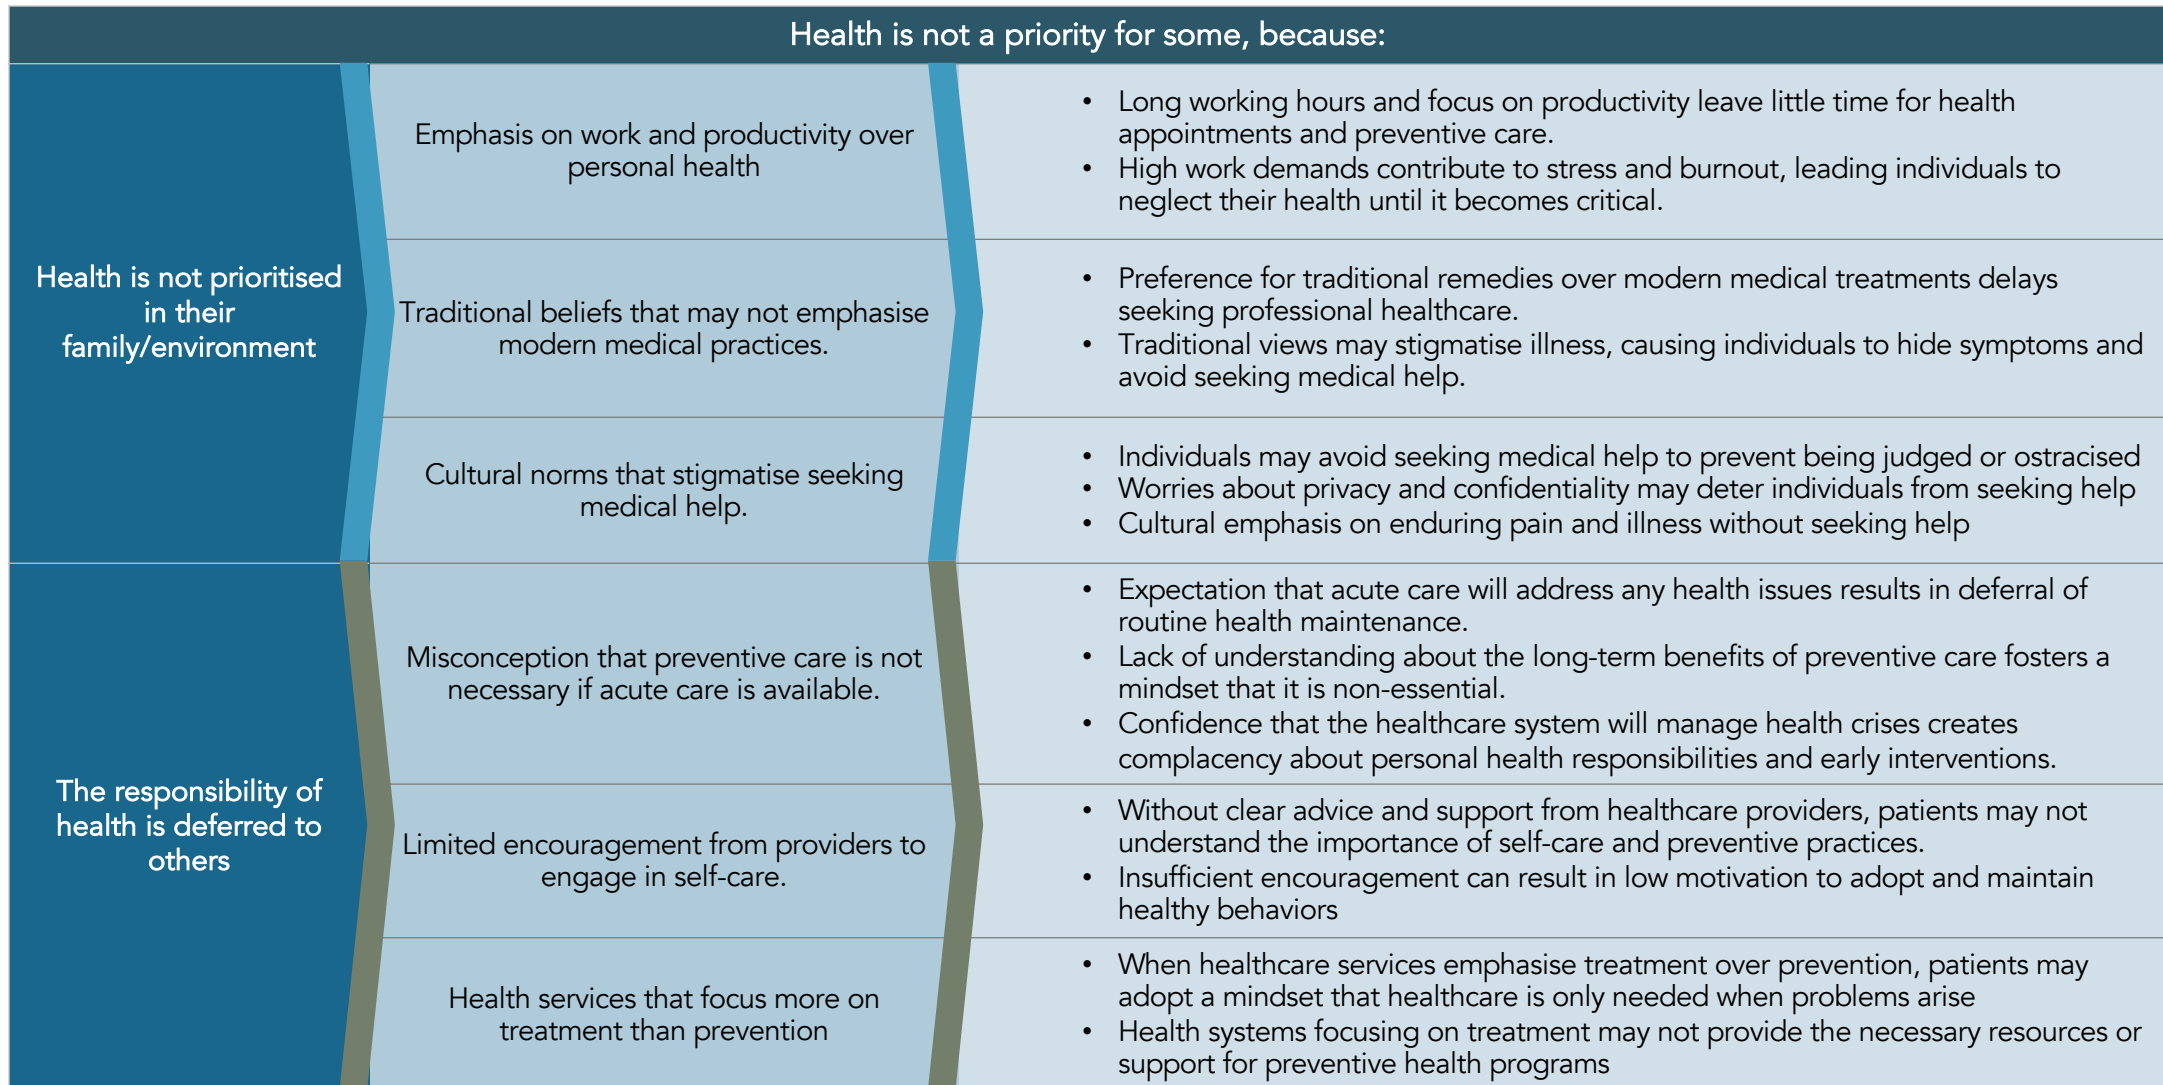 Health is not a priority for some, because:
Health is not prioritised
in their
family/environment
Emphasis on work and productivity over
personal health
• Long working hours and focus on productivity leave little time for health
appointments and preventive care.
• High work demands contribute to stress and burnout, leading individuals to
neglect their health until it becomes critical.
Traditional beliefs that may not emphasise
modern medical practices.
• Preference for traditional remedies over modern medical treatments delays
seeking professional healthcare.
• Traditional views may stigmatise illness, causing individuals to hide symptoms and
avoid seeking medical help.
Cultural norms that stigmatise seeking
medical help.
• Individuals may avoid seeking medical help to prevent being judged or ostracised
• Worries about privacy and confidentiality may deter individuals from seeking help
• Cultural emphasis on enduring pain and illness without seeking help
The responsibility of
health is deferred to
others
Misconception that preventive care is not
necessary if acute care is available.
• Expectation that acute care will address any health issues results in deferral of
routine health maintenance.
• Lack of understanding about the long-term benefits of preventive care fosters a
mindset that it is non-essential.
• Confidence that the healthcare system will manage health crises creates
complacency about personal health responsibilities and early interventions.
Limited encouragement from providers to
engage in self-care.
• Without clear advice and support from healthcare providers, patients may not
understand the importance of self-care and preventive practices.
• Insufficient encouragement can result in low motivation to adopt and maintain
healthy behaviors
Health services that focus more on
treatment than prevention
• When healthcare services emphasise treatment over prevention, patients may
adopt a mindset that healthcare is only needed when problems arise
• Health systems focusing on treatment may not provide the necessary resources or
support for preventive health programs